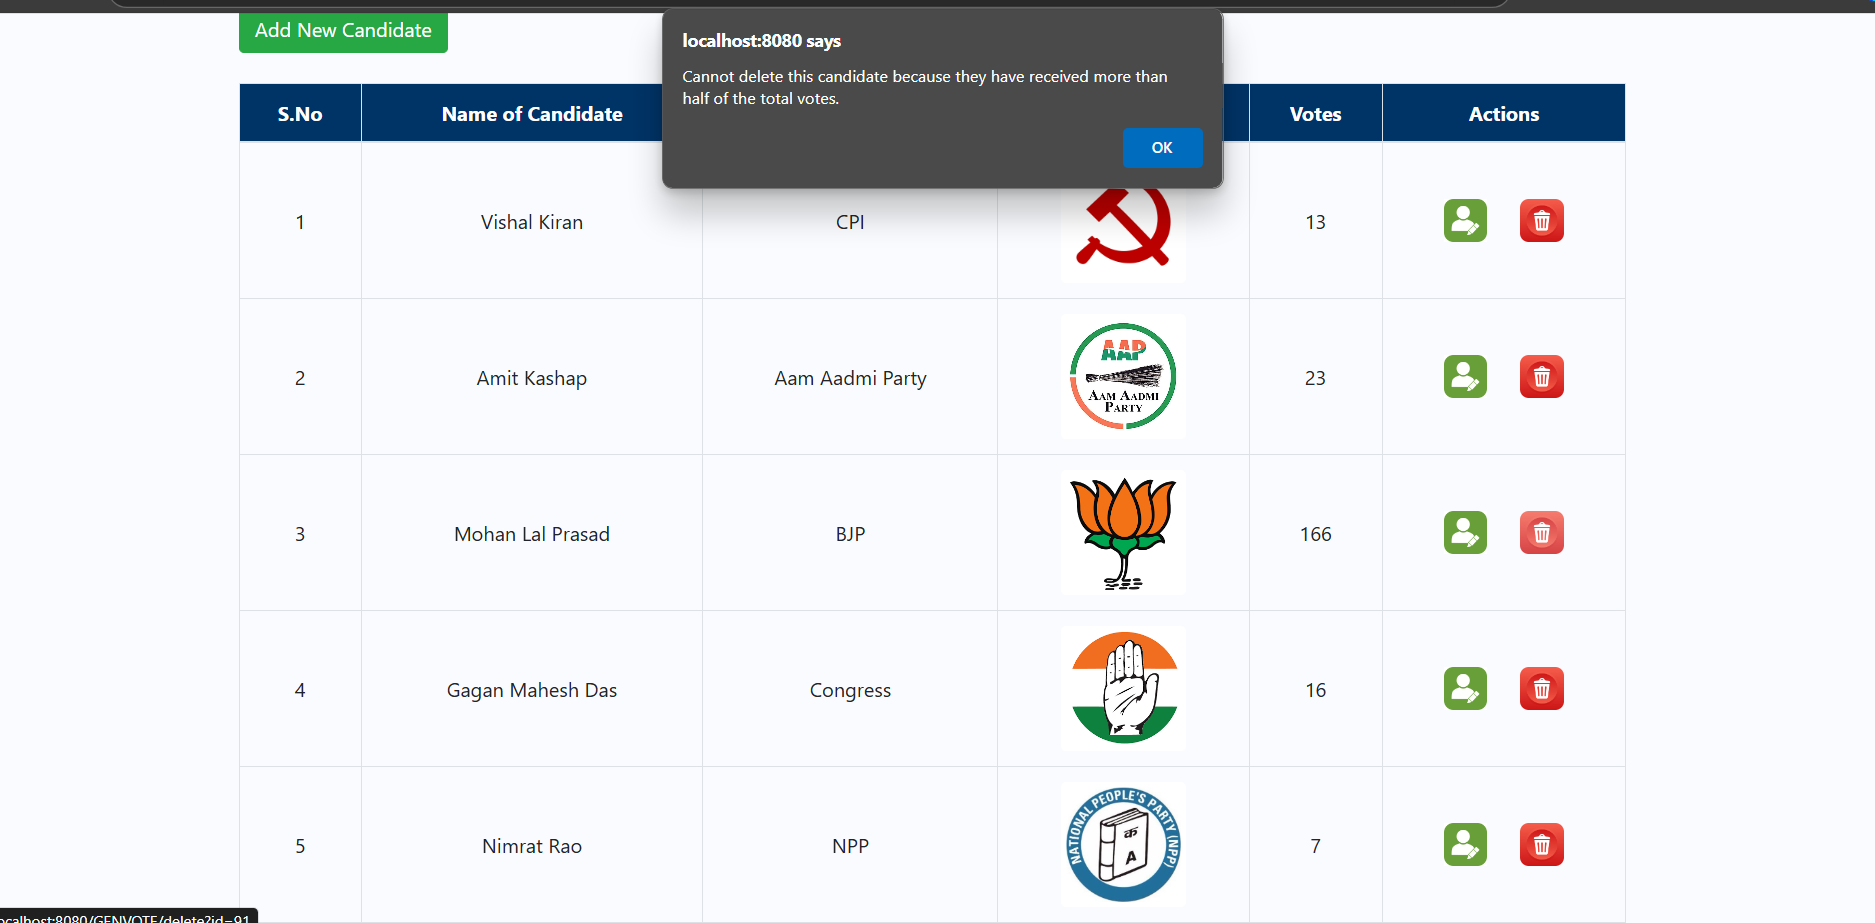 Add New Candidate
localhost:8080 says
Cannot delete this candidate because they have received more than
half of the total votes.
OK
S.No Name of Candidate Votes Actions
1 Vishal Kiran CPI 13
2 Amit Kashap Aam Aadmi Party AAP AAM AADMI PARTY 23
3 Mohan Lal Prasad BJP 166
4 Gagan Mahesh Das Congress 16
5 Nimrat Rao NPP NATIONAL PEOPLE'S PARTY (NPP) क A 7
ocalhost:8080/GENVOTE/delete?id=91